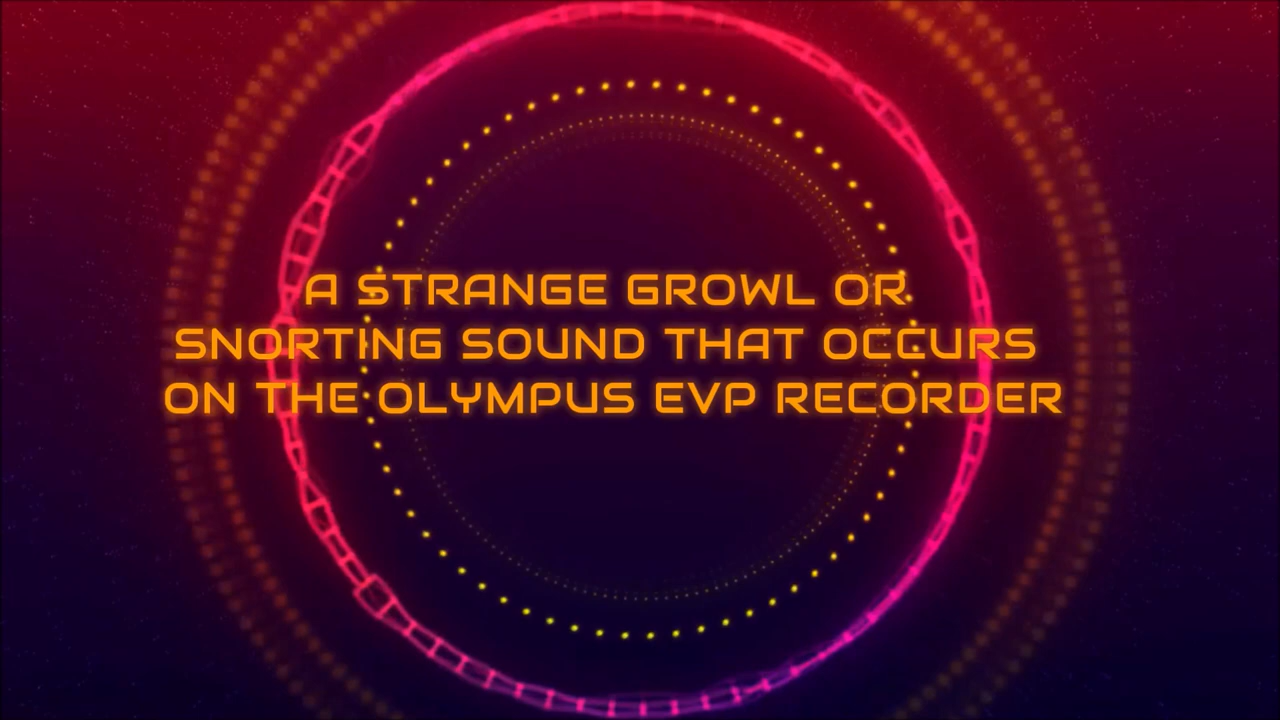 A STRANGE GROWL OR
SNORTING SOUND THAT OCCURS
ON THE OLYMPUS EVP RECORDER